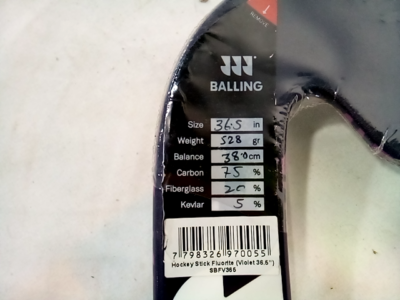 REMOVE
BALLING
Size 36.5 in
Weight 528 gr
Balance 38.0 cm
Carbon 75 %
Fiberglass 20 %
Kevlar 5 %
7 798326 970055
Hockey Stick Fluorite (Violet 36.5")
SBFV365